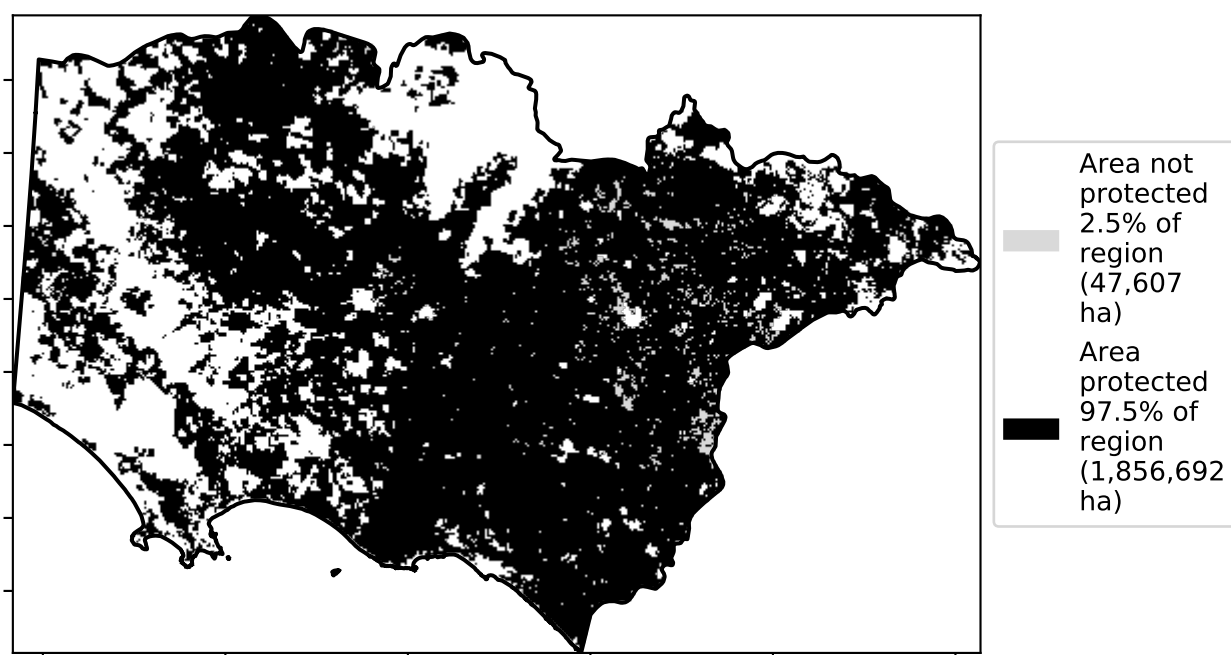 Area not
protected
2.5% of
region
(47,607
ha)
Area
protected
97.5% of
region
(1,856,692
ha)